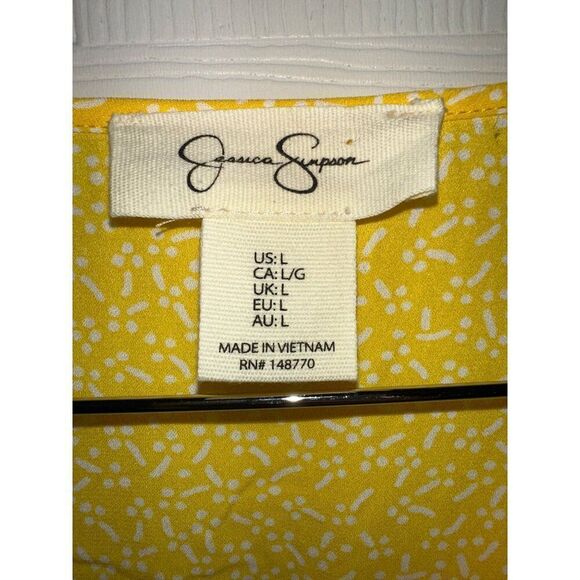 Jessica Simpson
US: L
CA: L/G
UK: L
EU: L
AU: L
MADE IN VIETNAM
RN# 148770